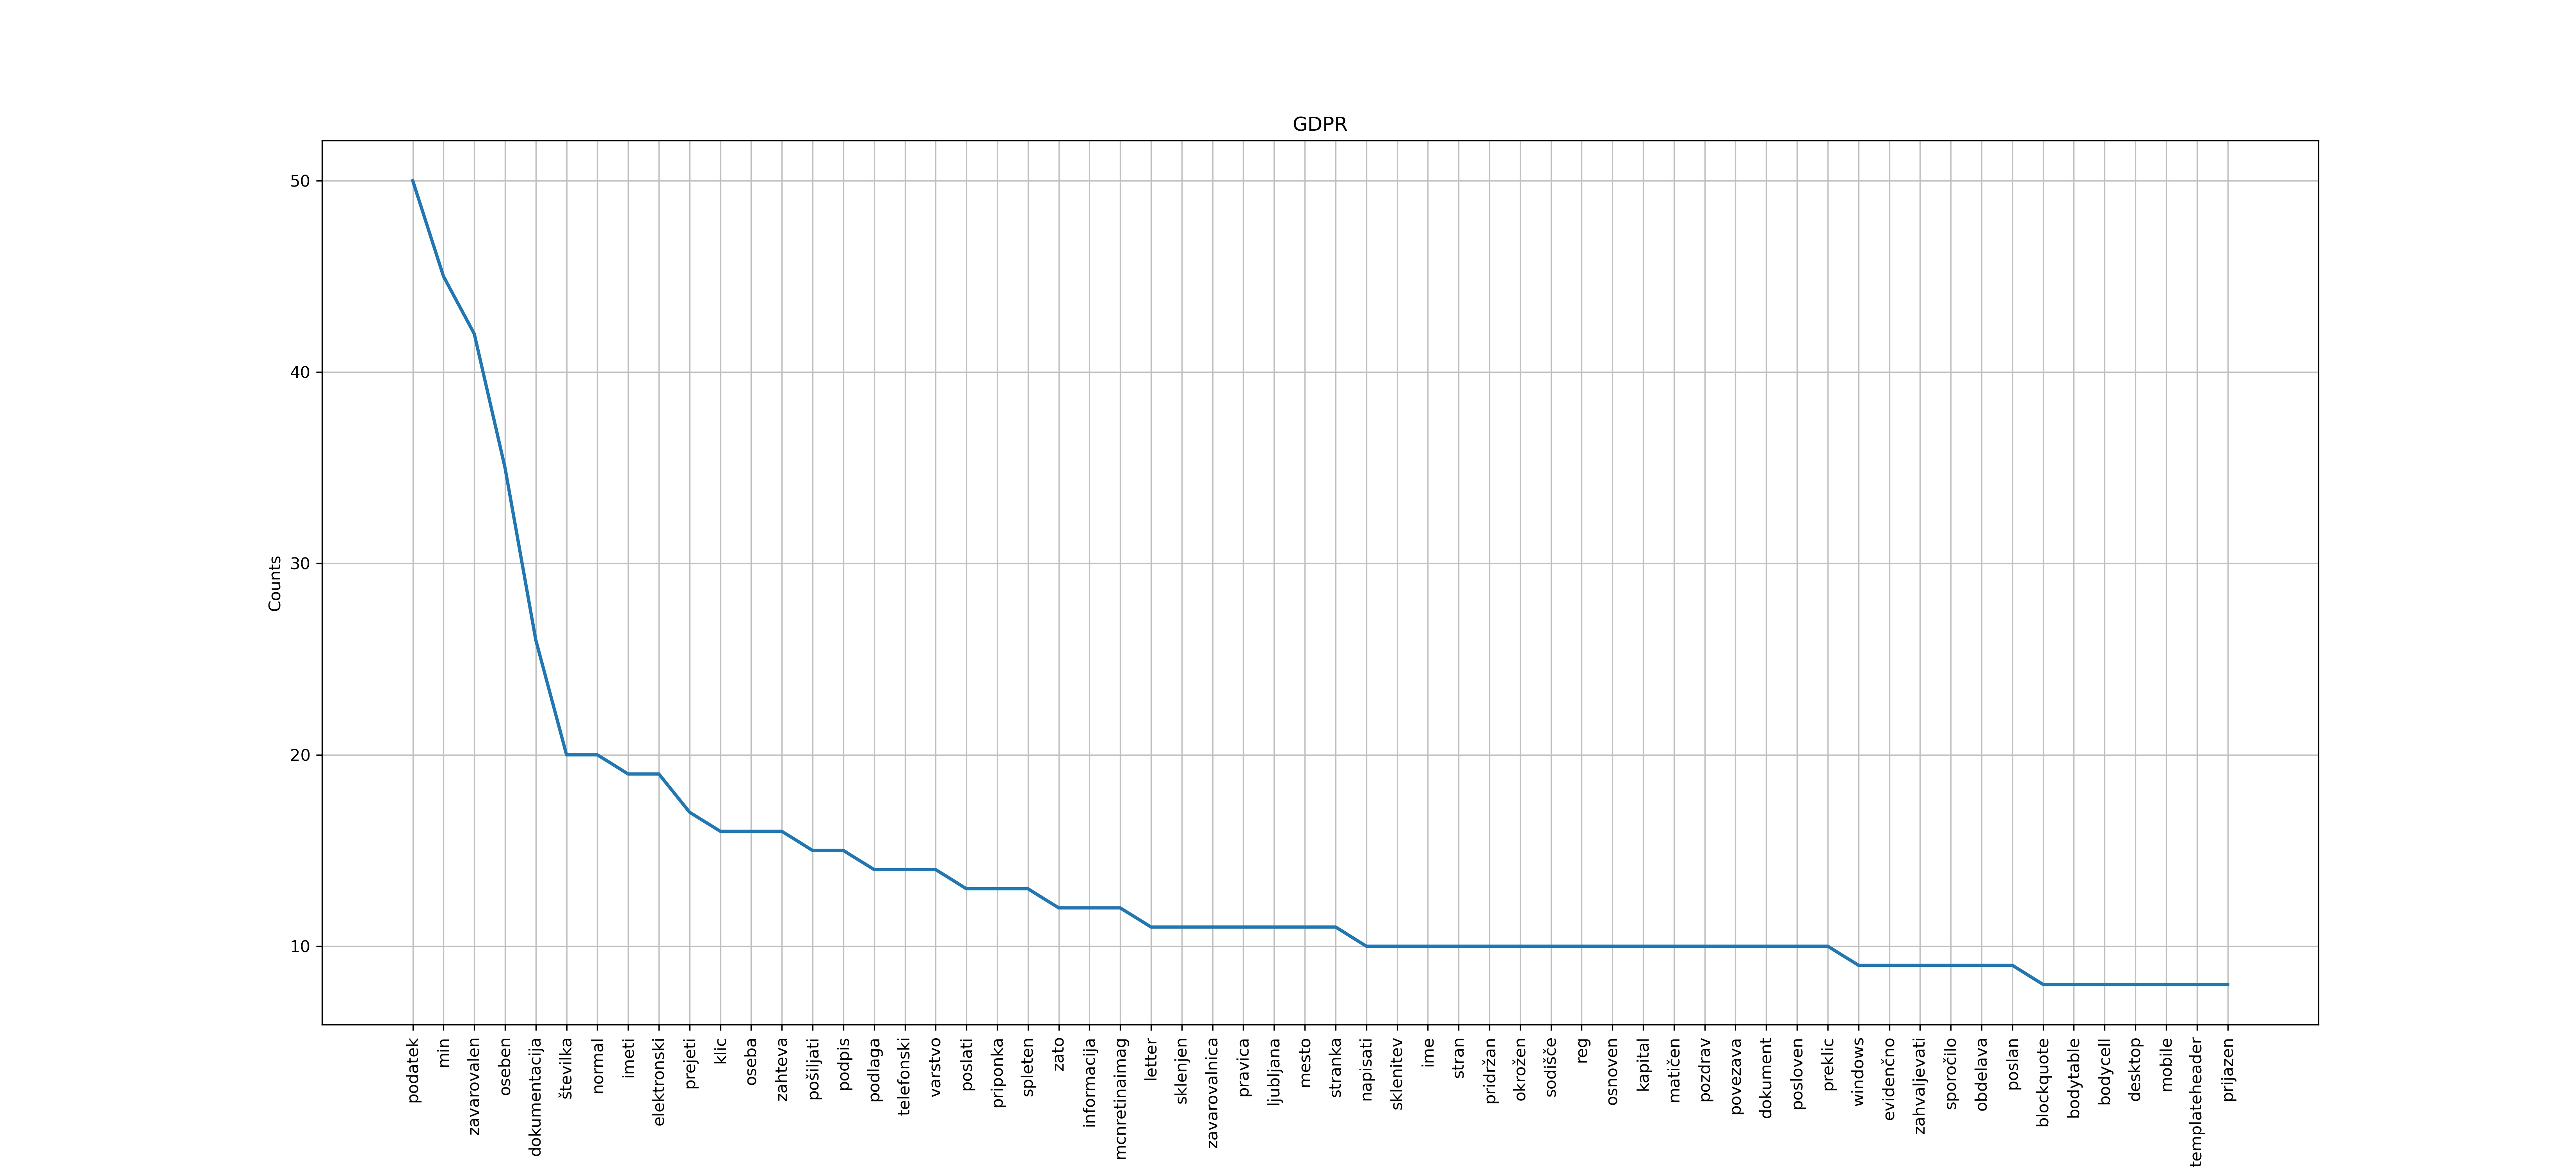 GDPR
50
40
30
20
10
Counts
podatek
min
zavarovalen
oseben
dokumentacija
številka
normal
imeti
elektronski
prejeti
klic
oseba
zahteva
pošiljati
podpis
podlaga
telefonski
varstvo
poslati
priponka
spleten
zato
informacija
mcnretinaimag
letter
sklenjen
zavarovalnica
pravica
ljubljana
mesto
stranka
napisati
sklenitev
ime
stran
pridržan
okrožen
sodišče
reg
osnoven
kapital
matičen
pozdrav
povezava
dokument
posloven
preklic
windows
evidenčno
zahvaljevati
sporočilo
obdelava
poslan
blockquote
bodytable
bodycell
desktop
mobile
templateheader
prijazen